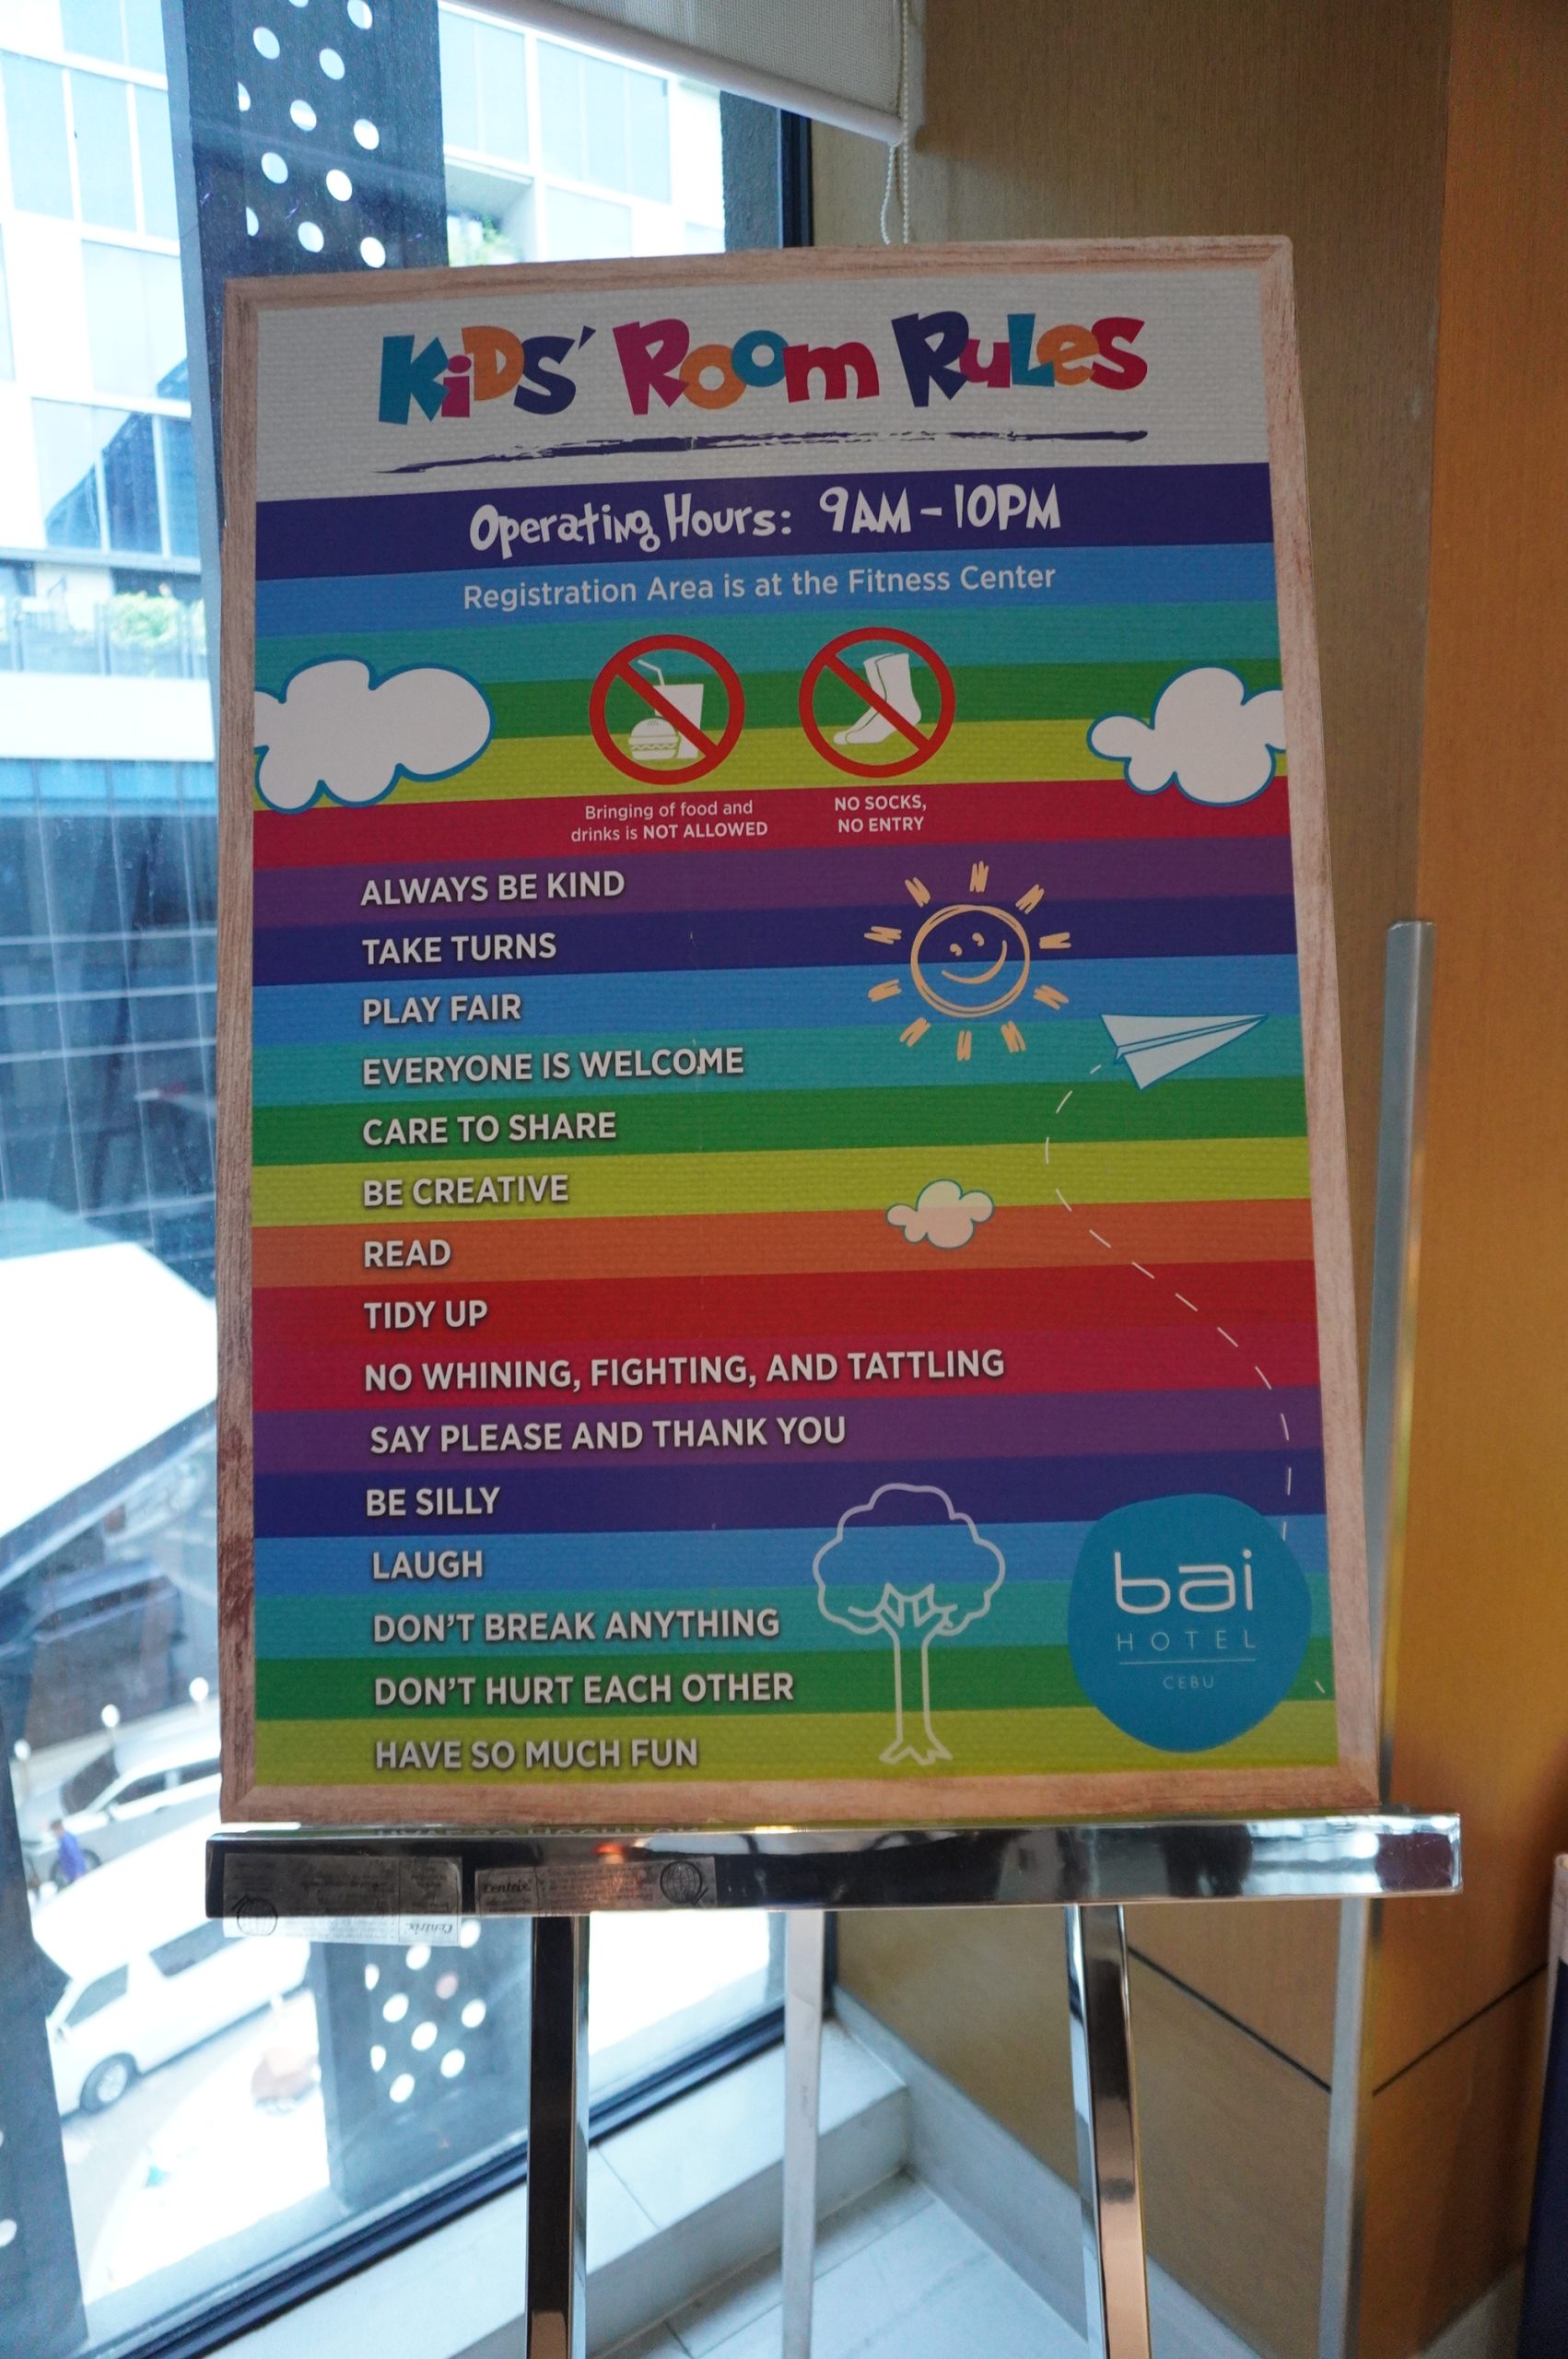 KiDS' Room RuLes
Operating Hours: 9AM – 10PM
Registration Area is at the Fitness Center
Bringing of food and
drinks is NOT ALLOWED
NO SOCKS,
NO ENTRY
ALWAYS BE KIND
TAKE TURNS
PLAY FAIR
EVERYONE IS WELCOME
CARE TO SHARE
BE CREATIVE
READ
TIDY UP
NO WHINING, FIGHTING, AND TATTLING
SAY PLEASE AND THANK YOU
BE SILLY
LAUGH
DON'T BREAK ANYTHING
DON'T HURT EACH OTHER
HAVE SO MUCH FUN
bai
HOTEL
CEBU
Centrix
Centrix